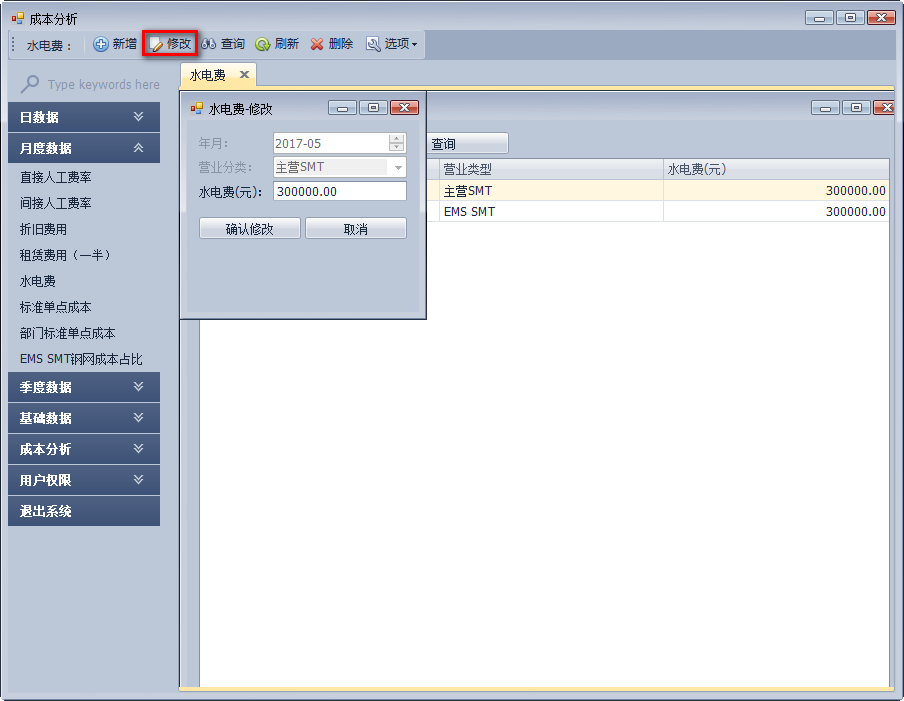 成本分析
水电费： 新增 修改 查询 刷新 删除 选项
Type keywords here
水电费
日数据
月度数据
直接人工费率
间接人工费率
折旧费用
租赁费用（一半）
水电费
标准单点成本
部门标准单点成本
EMS SMT钢网成本占比
季度数据
基础数据
成本分析
用户权限
退出系统
水电费-修改
年月： 2017-05
营业分类： 主营SMT
水电费(元)： 300000.00
确认修改 取消
查询
营业类型 水电费(元)
主营SMT 300000.00
EMS SMT 300000.00